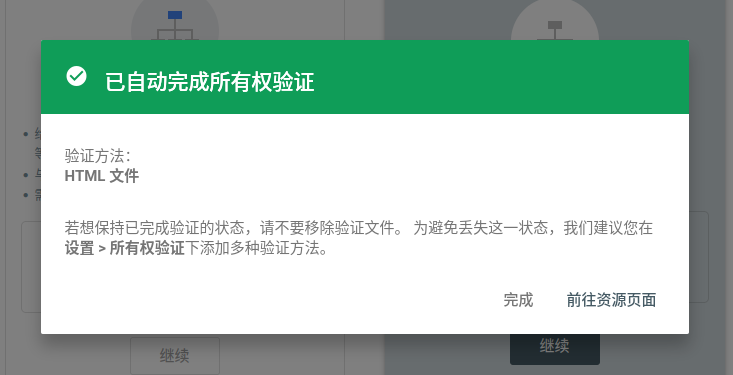 已自动完成所有权验证
验证方法：
HTML 文件
若想保持已完成验证的状态，请不要移除验证文件。 为避免丢失这一状态，我们建议您在
设置 > 所有权验证下添加多种验证方法。
完成 前往资源页面
继续 继续